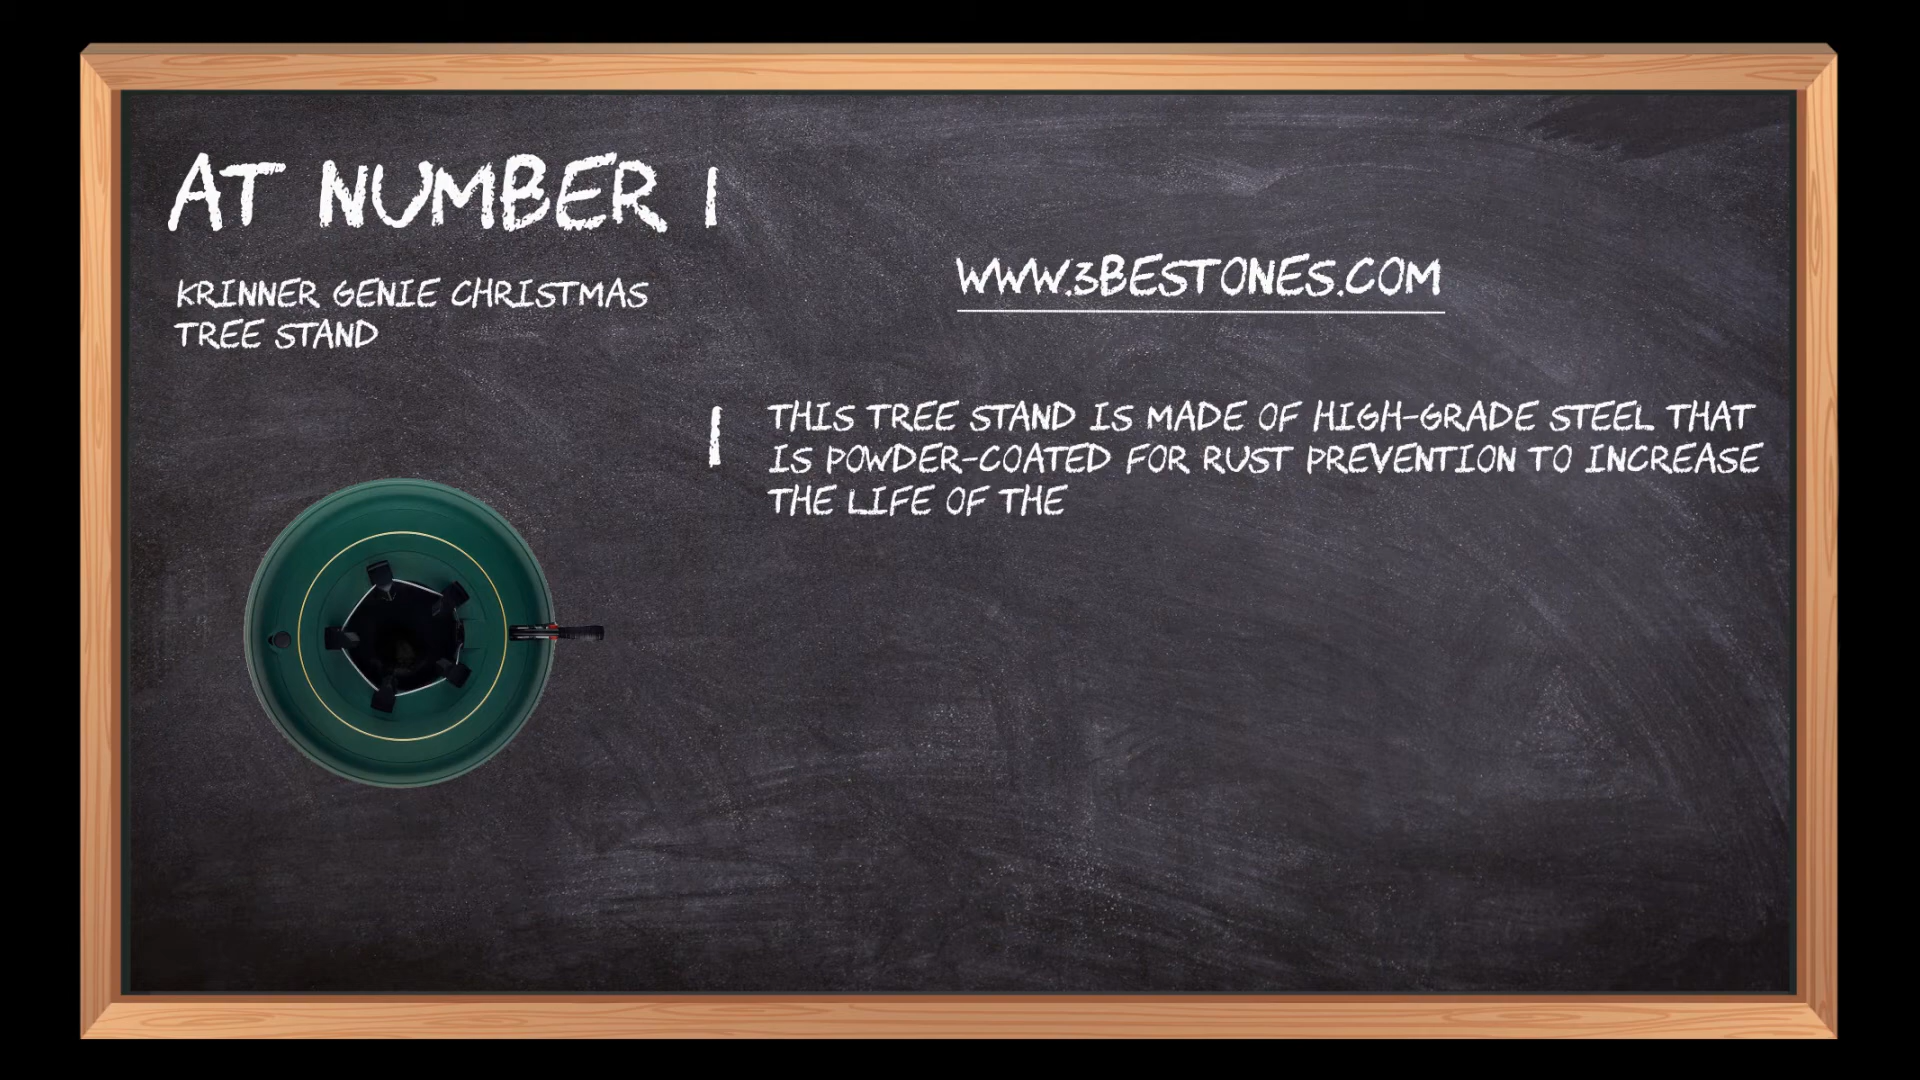 AT NUMBER 1
KRINNER GENIE CHRISTMAS
TREE STAND
WWW.3BESTONES.COM
1
THIS TREE STAND IS MADE OF HIGH-GRADE STEEL THAT
IS POWDER-COATED FOR RUST PREVENTION TO INCREASE
THE LIFE OF THE